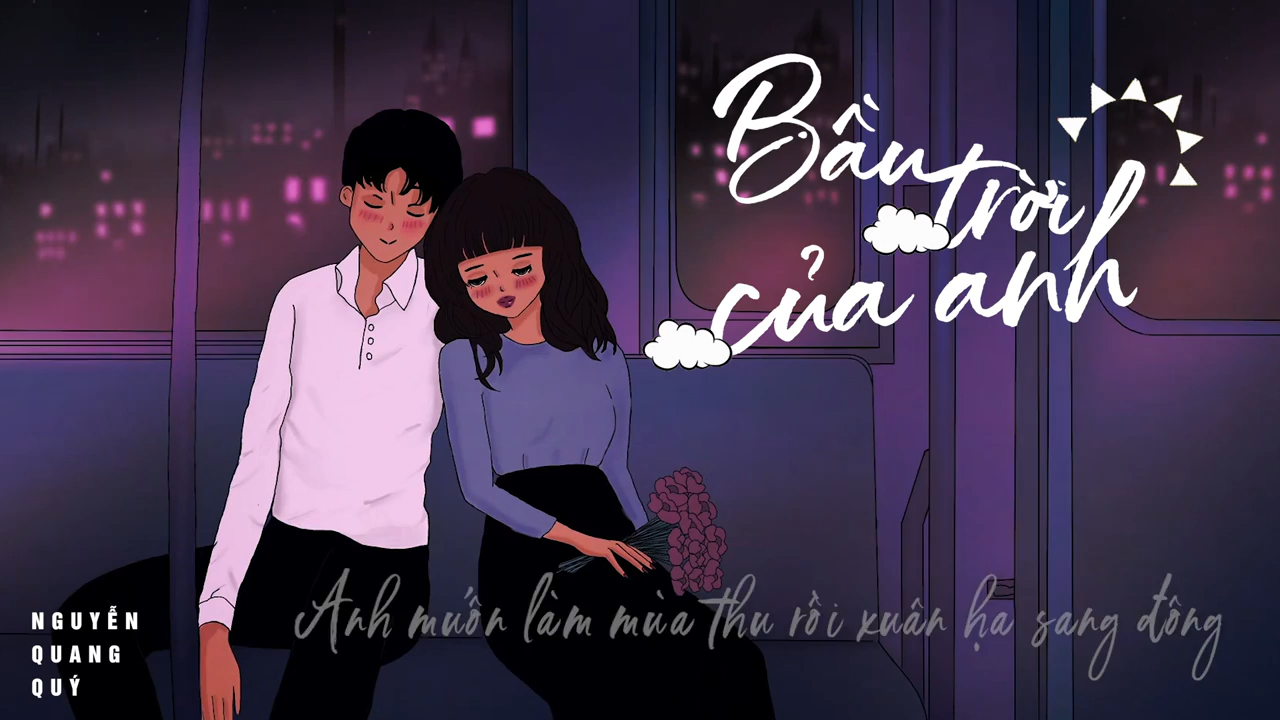 Bầu trời
của anh
Anh muốn làm mùa thu rồi xuân hạ sang đông
NGUYỄN
QUANG
QUÝ